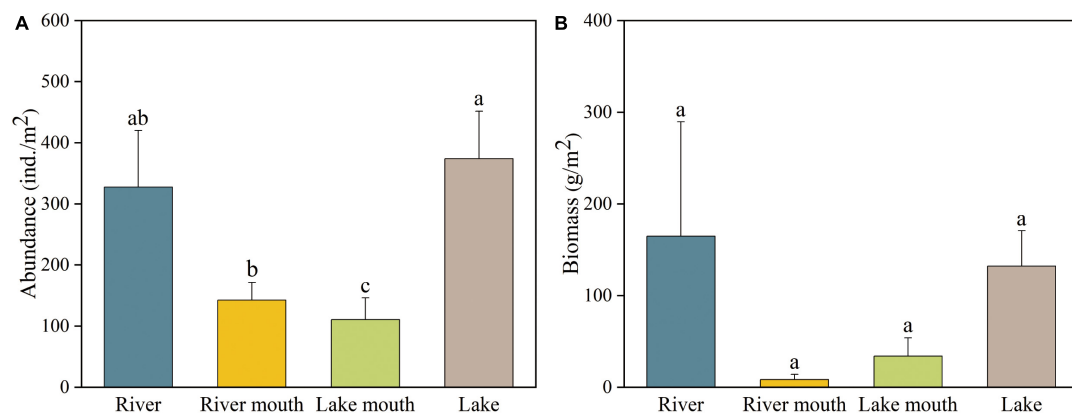 A
Abundance (ind./m²)
600
500
400
300
200
100
0
ab
b
c
a
River
River mouth
Lake mouth
Lake
B
Biomass (g/m²)
400
300
200
100
0
a
a
a
a
River
River mouth
Lake mouth
Lake